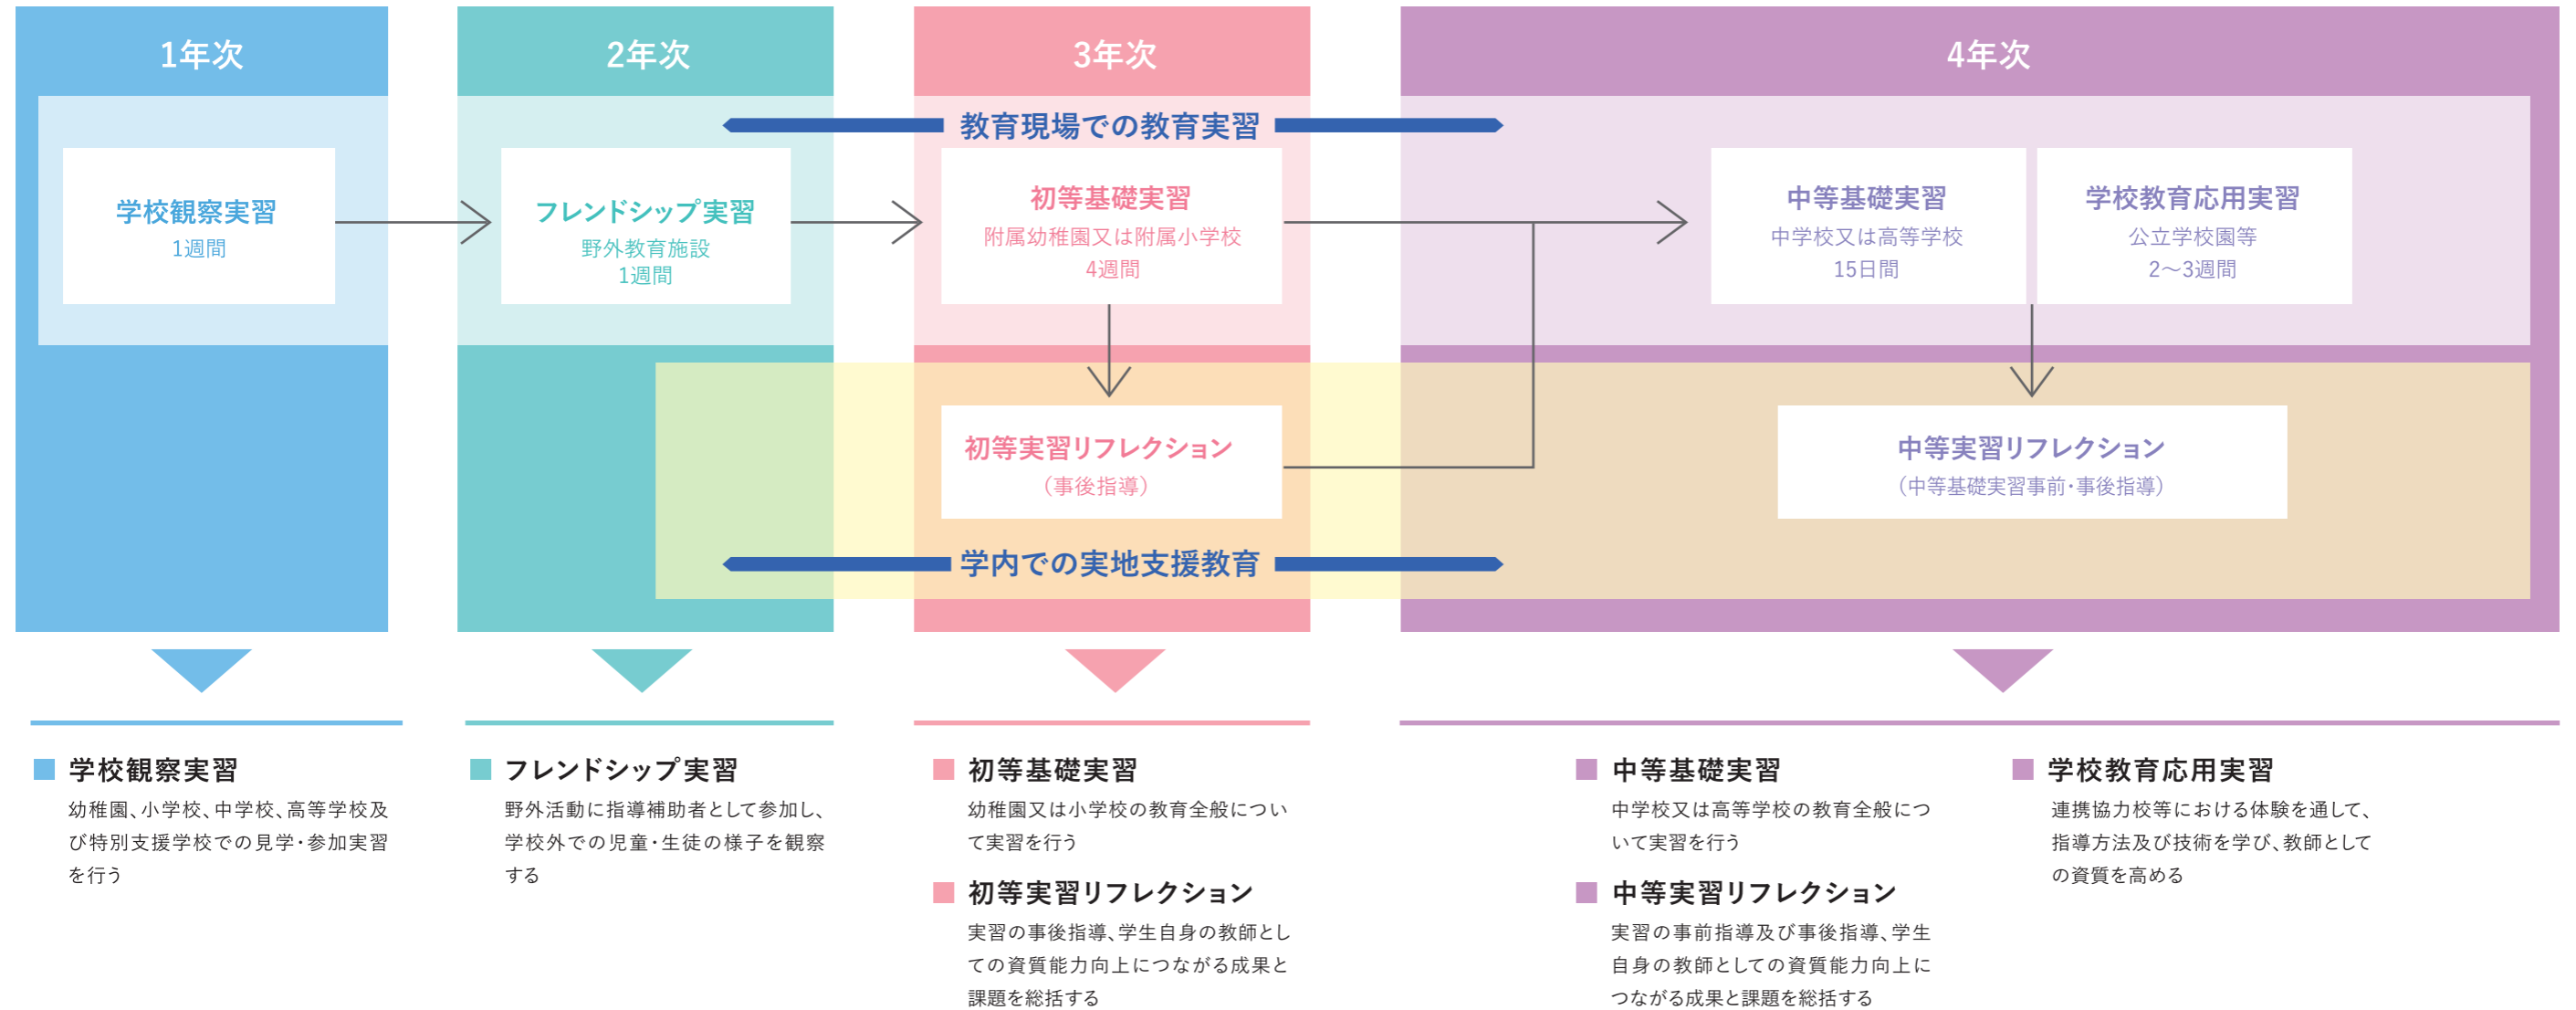 1年次
2年次
3年次
4年次
教育現場での教育実習
学校観察実習
1週間
フレンドシップ実習
野外教育施設
1週間
初等基礎実習
附属幼稚園又は附属小学校
4週間
中等基礎実習
中学校又は高等学校
15日間
学校教育応用実習
公立学校園等
2〜3週間
初等実習リフレクション
（事後指導）
中等実習リフレクション
（中等基礎実習事前・事後指導）
学内での実地支援教育
学校観察実習
幼稚園、小学校、中学校、高等学校及
び特別支援学校での見学・参加実習
を行う
フレンドシップ実習
野外活動に指導補助者として参加し、
学校外での児童・生徒の様子を観察
する
初等基礎実習
幼稚園又は小学校の教育全般につい
て実習を行う
初等実習リフレクション
実習の事後指導、学生自身の教師とし
ての資質能力向上につながる成果と
課題を総括する
中等基礎実習
中学校又は高等学校の教育全般につ
いて実習を行う
中等実習リフレクション
実習の事前指導及び事後指導、学生
自身の教師としての資質能力向上に
つながる成果と課題を総括する
学校教育応用実習
連携協力校等における体験を通して、
指導方法及び技術を学び、教師として
の資質を高める